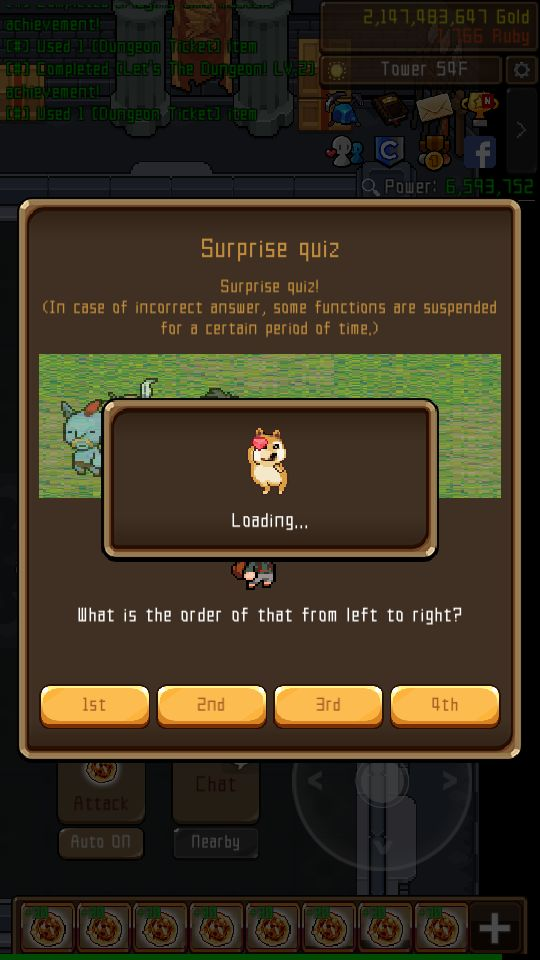 achievement!
[#] Used 1 [Dungeon Ticket] item
[#] Completed [Let's The Dungeon! LV.2]
achievement!
[#] Used 1 [Dungeon Ticket] item
2,147,483,647 Gold
Ruby
Tower 54F
N
C
f
Power: 6,593,752
Surprise quiz
Surprise quiz!
(In case of incorrect answer, some functions are suspended
for a certain period of time.)
Loading...
What is the order of that from left to right?
1st 2nd 3rd 4th
Attack
Chat
Auto ON
Nearby